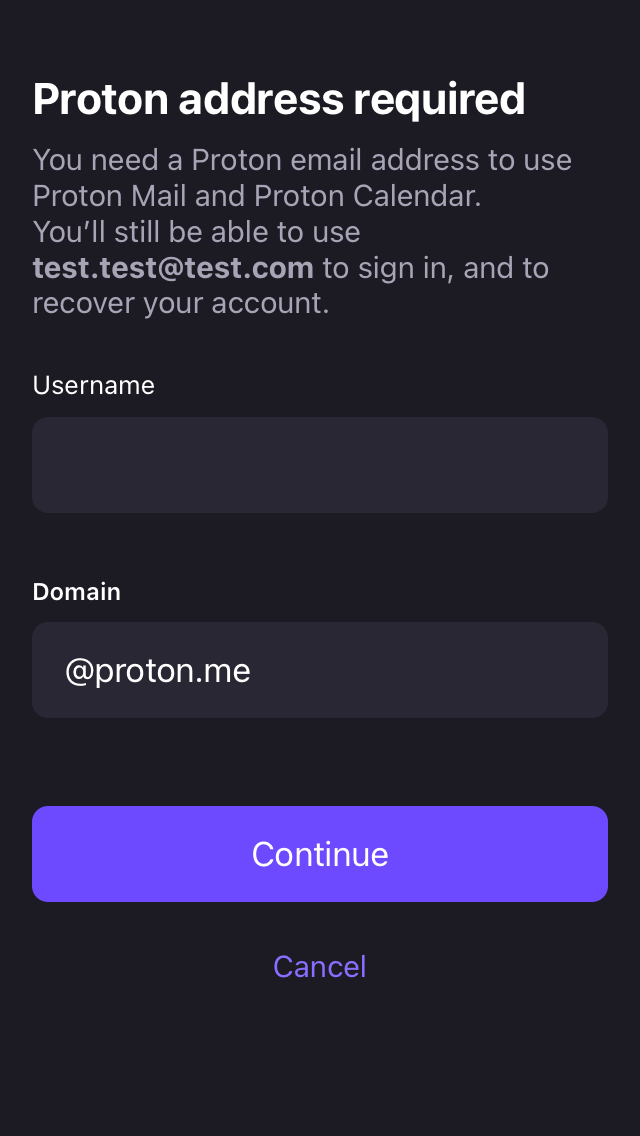 Proton address required
You need a Proton email address to use
Proton Mail and Proton Calendar.
You’ll still be able to use
test.test@test.com to sign in, and to
recover your account.
Username
Domain
@proton.me
Continue
Cancel